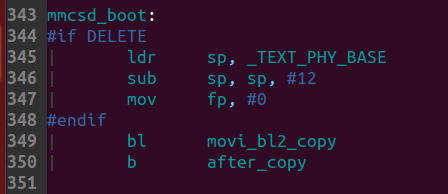 343 mmcsd_boot:
344 #if DELETE
345 |       ldr     sp, _TEXT_PHY_BASE
346 |       sub     sp, sp, #12
347 |       mov     fp, #0
348 #endif
349 |       bl      movi_bl2_copy
350 |       b       after_copy
351